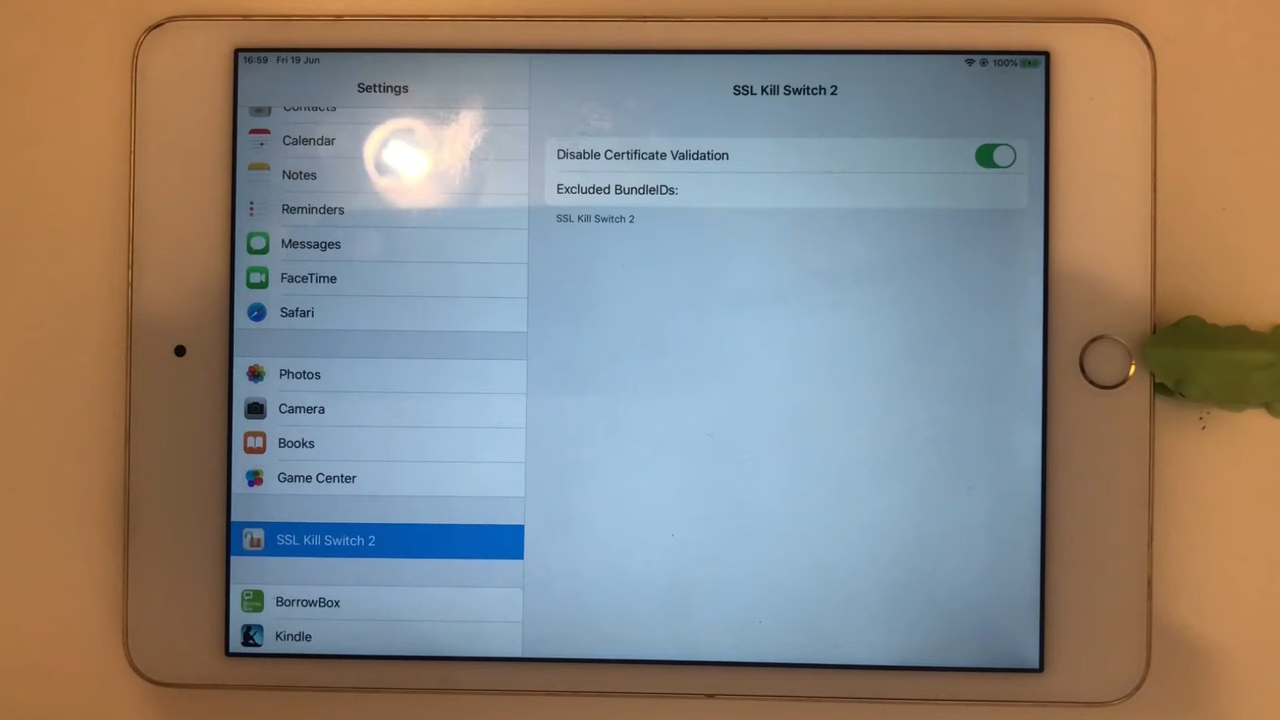 16:59 Fri 19 Jun
100%
Settings
Contacts
Calendar
Notes
Reminders
Messages
FaceTime
Safari
Photos
Camera
Books
Game Center
SSL Kill Switch 2
BorrowBox
Kindle
SSL Kill Switch 2
Disable Certificate Validation
Excluded BundleIDs:
SSL Kill Switch 2